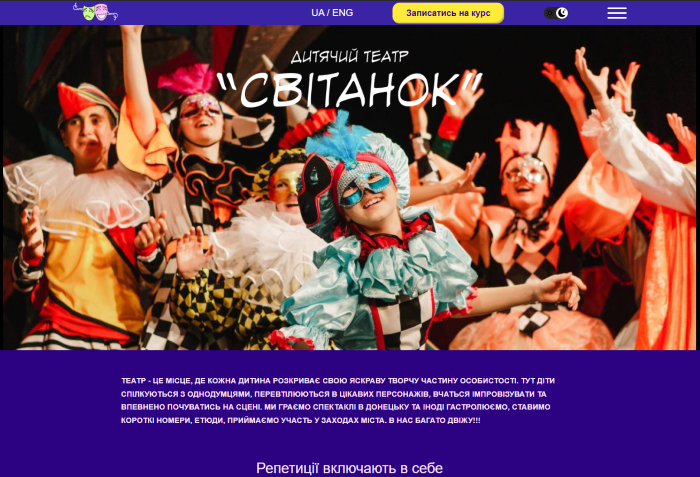 UA / ENG
Записатись на курс
ДИТЯЧИЙ ТЕАТР
“СВІТАНОК”
ТЕАТР - ЦЕ МІСЦЕ, ДЕ КОЖНА ДИТИНА РОЗКРИВАЄ СВОЮ ЯСКРАВУ ТВОРЧУ ЧАСТИНУ ОСОБИСТОСТІ. ТУТ ДІТИ
СПІЛКУЮТЬСЯ З ОДНОДУМЦЯМИ, ПЕРЕВТІЛЮЮТЬСЯ В ЦІКАВИХ ПЕРСОНАЖІВ, ВЧАТЬСЯ ІМПРОВІЗУВАТИ ТА
ВПЕВНЕНО ПОЧУВАТИСЬ НА СЦЕНІ. МИ ГРАЄМО СПЕКТАКЛІ В ДОНЕЦЬКУ ТА ІНОДІ ГАСТРОЛЮЄМО, СТАВИМО
КОРОТКІ НОМЕРИ, ЕТЮДИ, ПРИЙМАЄМО УЧАСТЬ У ЗАХОДАХ МІСТА. В НАС БАГАТО ДВІЖУ!!!
Репетиції включають в себе